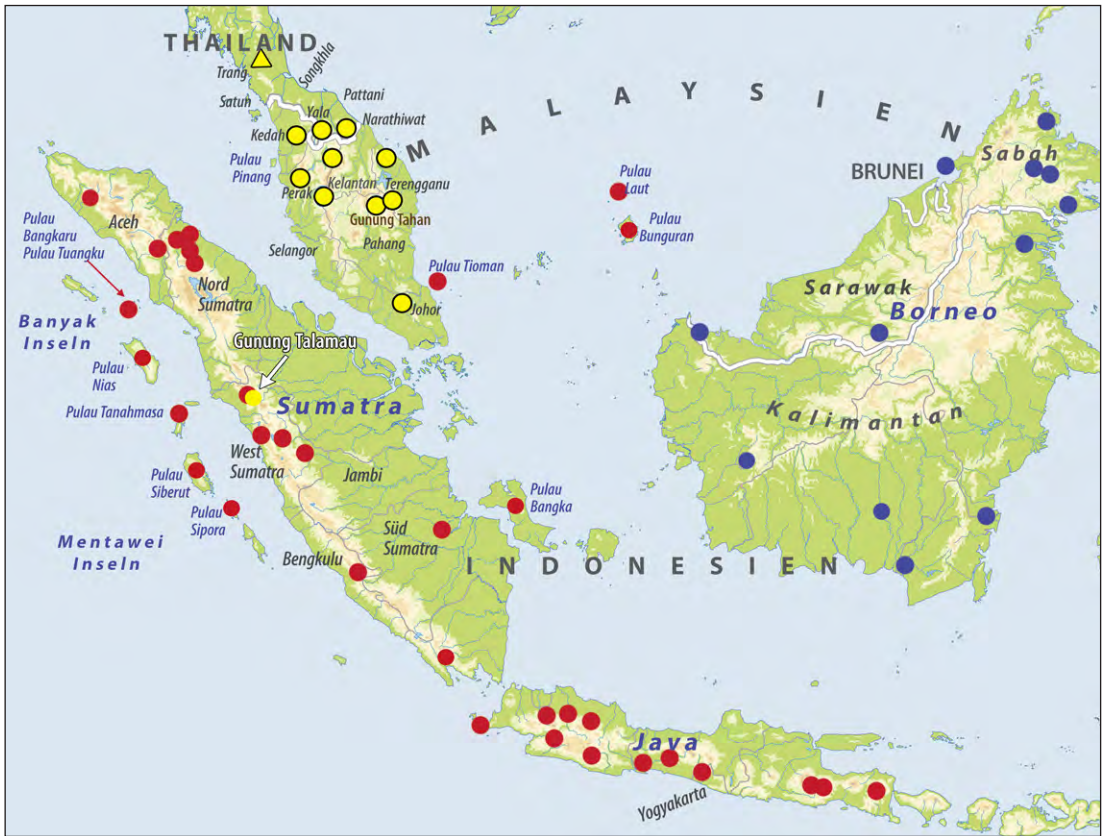 THAILAND
Trang
Songkhla
Satun
Pattani
Yala
Narathiwat
Kedah
MALAYSIEN
Pulau
Pinang
Perak
Kelantan
Terengganu
Gunung Tahan
Pahang
Selangor
Johor
Pulau Tioman
Pulau
Laut
Pulau
Bunguran
BRUNEI
Sabah
Sarawak
Borneo
Kalimantan
Aceh
Pulau
Bangkaru
Pulau Tuangku
Nord
Sumatra
Banyak
Inseln
Pulau
Nias
Gunung Talamau
Sumatra
Pulau Tanahmasa
West
Sumatra
Jambi
Pulau
Siberut
Pulau
Sipora
Pulau
Bangka
Süd
Sumatra
Mentawei
Inseln
Bengkulu
INDONESIEN
Java
Yogyakarta